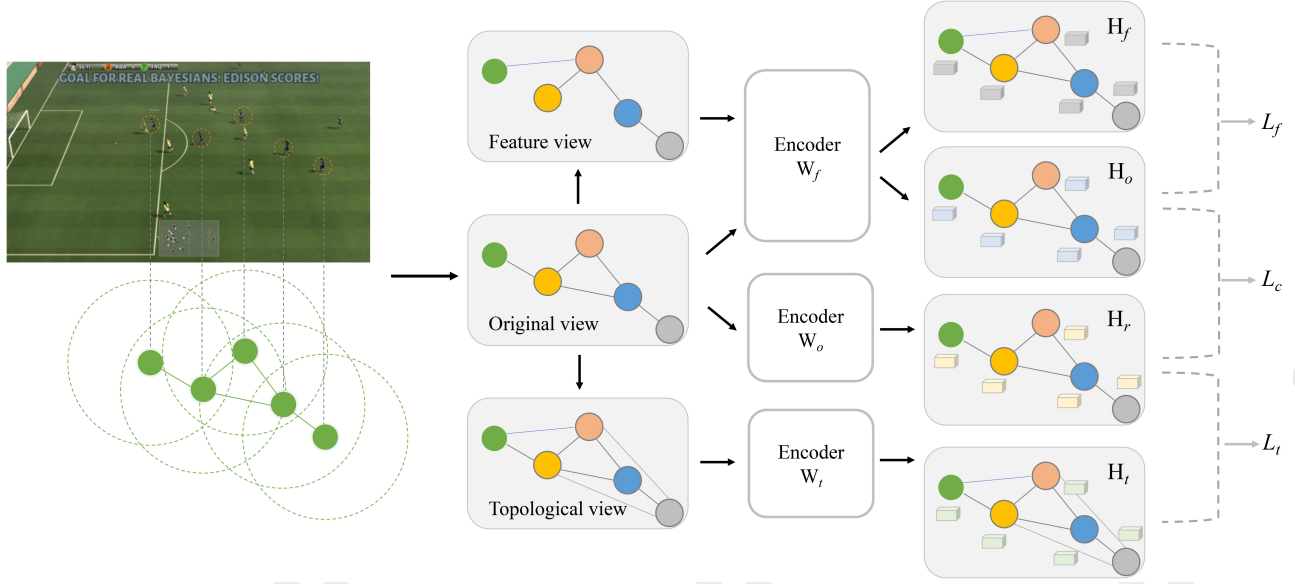 GOAL FOR REAL BAYESIANS! EDISON SCORES!
Feature view
Original view
Topological view
Encoder
W_f
Encoder
W_o
Encoder
W_t
H_f
H_o
H_r
H_t
L_f
L_c
L_t